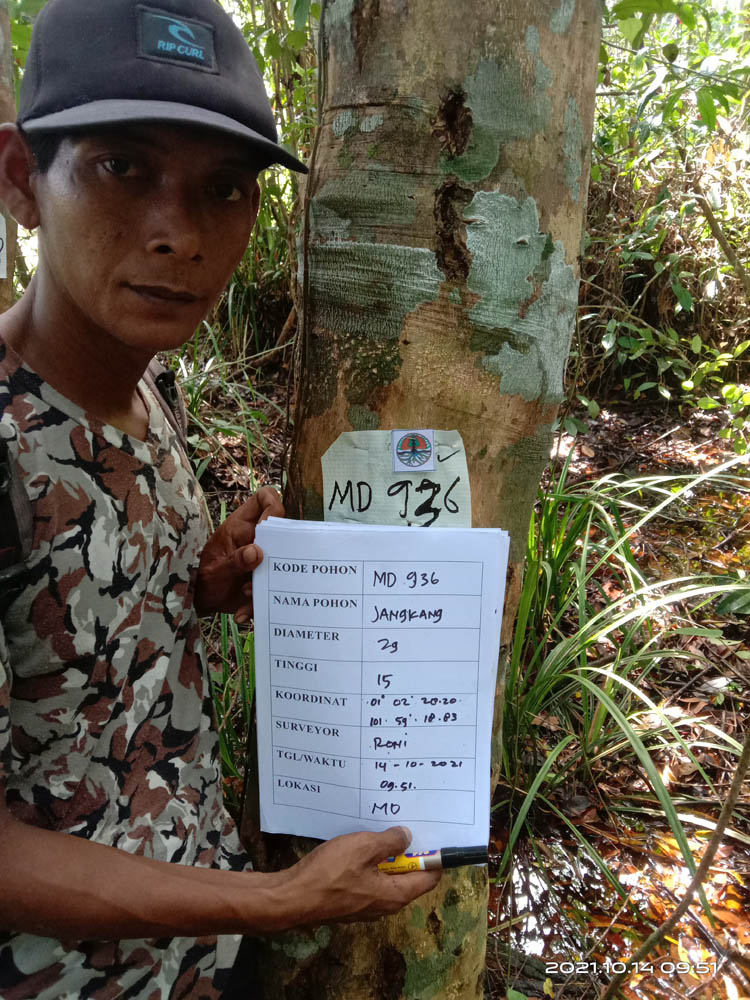 RIP CURL
MD 936
KODE POHON MD 936
NAMA POHON JANGKANG
DIAMETER 29
TINGGI 15
KOORDINAT 01° 02' 20.20
101. 59'. 18.83
SURVEYOR RONI
TGL/WAKTU 14-10-2021
09.51.
LOKASI MD
2021.10.14 09:51